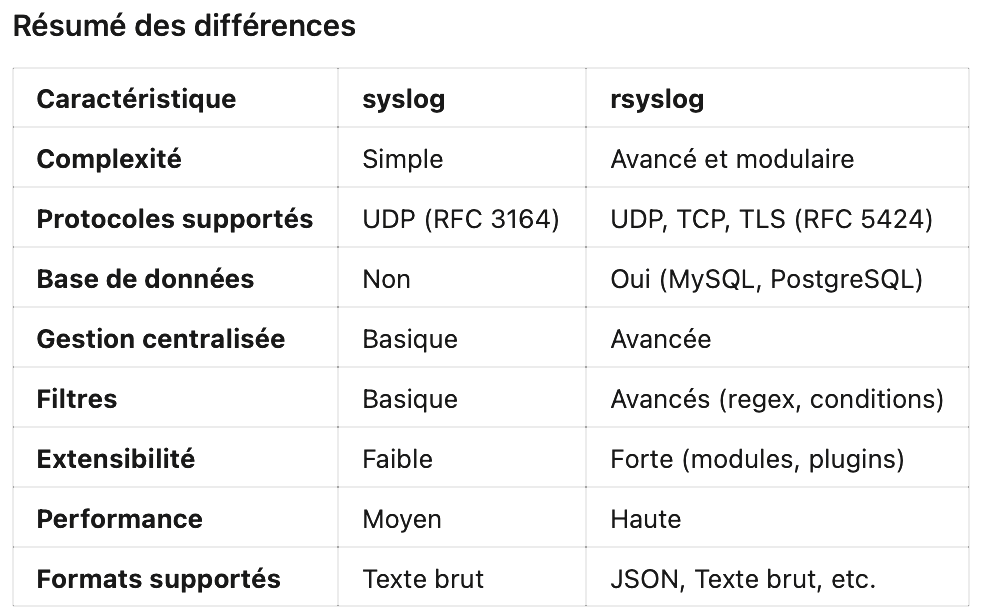 Résumé des différences
Caractéristique syslog rsyslog
Complexité Simple Avancé et modulaire
Protocoles supportés UDP (RFC 3164) UDP, TCP, TLS (RFC 5424)
Base de données Non Oui (MySQL, PostgreSQL)
Gestion centralisée Basique Avancée
Filtres Basique Avancés (regex, conditions)
Extensibilité Faible Forte (modules, plugins)
Performance Moyen Haute
Formats supportés Texte brut JSON, Texte brut, etc.